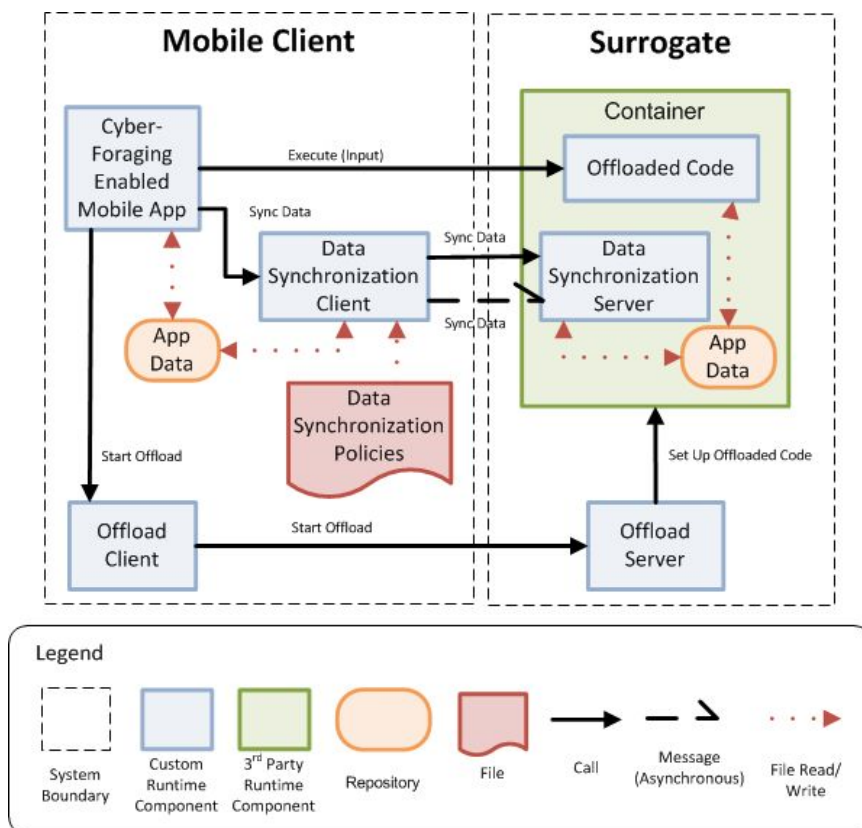 Mobile Client
Surrogate
Container
Cyber-
Foraging
Enabled
Mobile App
Execute (Input)
Offloaded Code
Sync Data
Data
Synchronization
Client
Sync Data
Sync Data
Data
Synchronization
Server
App
Data
App
Data
Data
Synchronization
Policies
Start Offload
Set Up Offloaded Code
Offload
Client
Start Offload
Offload
Server
Legend
System
Boundary
Custom
Runtime
Component
3rd Party
Runtime
Component
Repository
File
Call
Message
(Asynchronous)
File Read/
Write